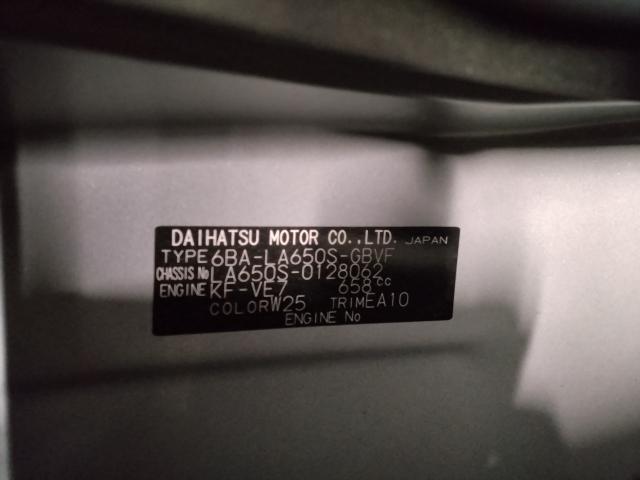 DAIHATSU MOTOR CO.,LTD. JAPAN
TYPE 6BA-LA650S-GBVF
CHASSIS No LA650S-0128062
ENGINE KF-VE7 658cc
COLOR W25 TRIM EA10
ENGINE No